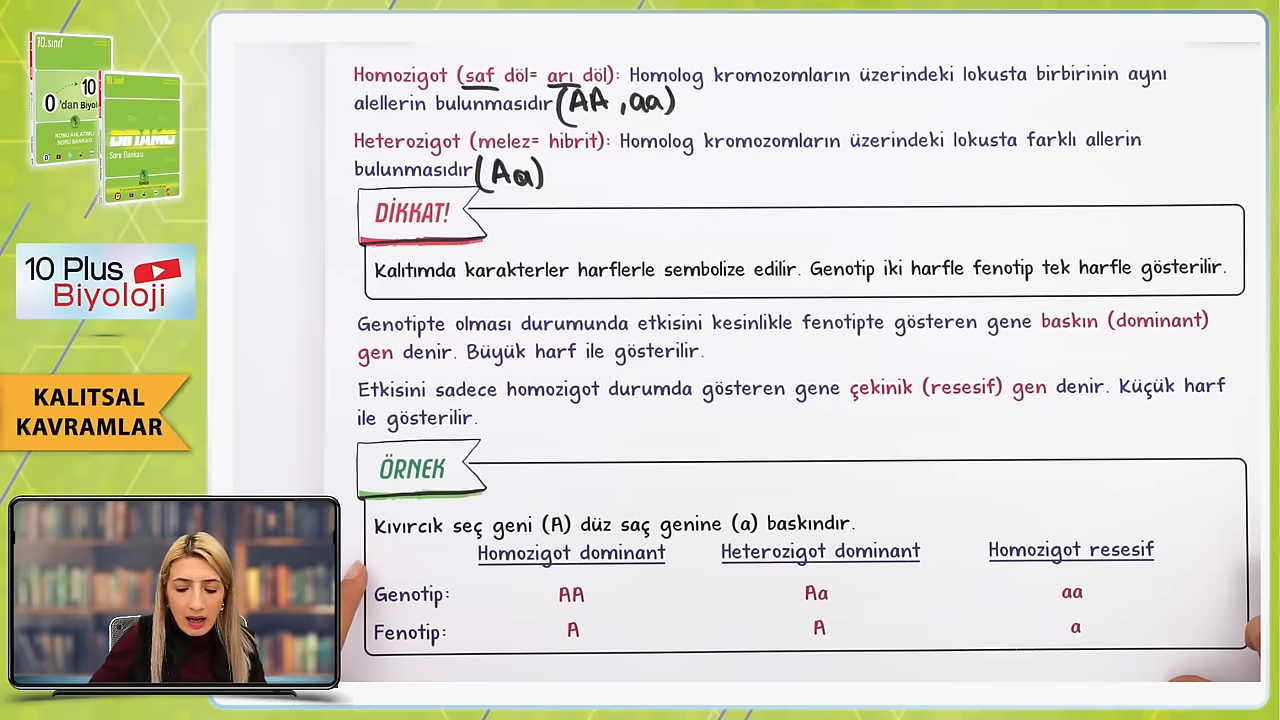 10.sınıf
10
0 'dan Biyoloji
KONU ANLATIMLI
SORU BANKASI
10.sınıf
DİNAMO
Soru Bankası
10 Plus
Biyoloji
KALITSAL
KAVRAMLAR
Homozigot (saf döl= arı döl): Homolog kromozomların üzerindeki lokusta birbirinin aynı
alellerin bulunmasıdır (AA , aa)
Heterozigot (melez= hibrit): Homolog kromozomların üzerindeki lokusta farklı allerin
bulunmasıdır (Aa)
DİKKAT!
Kalıtımda karakterler harflerle sembolize edilir. Genotip iki harfle fenotip tek harfle gösterilir.
Genotipte olması durumunda etkisini kesinlikle fenotipte gösteren gene baskın (dominant)
gen denir. Büyük harf ile gösterilir.
Etkisini sadece homozigot durumda gösteren gene çekinik (resesif) gen denir. Küçük harf
ile gösterilir.
ÖRNEK
Kıvırcık seç geni (A) düz saç genine (a) baskındır.
Homozigot dominant Heterozigot dominant Homozigot resesif
Genotip: AA Aa aa
Fenotip: A A a